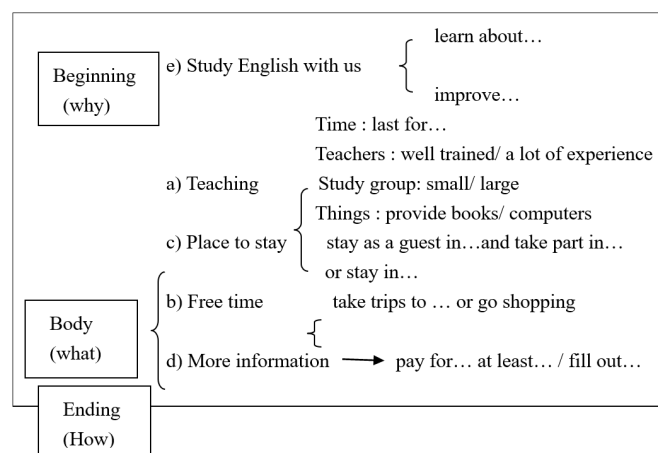 learn about…
Beginning
(why)
e) Study English with us
improve…
Time : last for…
Teachers : well trained/ a lot of experience
a) Teaching
Study group: small/ large
Things : provide books/ computers
c) Place to stay
stay as a guest in…and take part in…
or stay in…
b) Free time
take trips to … or go shopping
Body
(what)
d) More information
pay for… at least… / fill out…
Ending
(How)